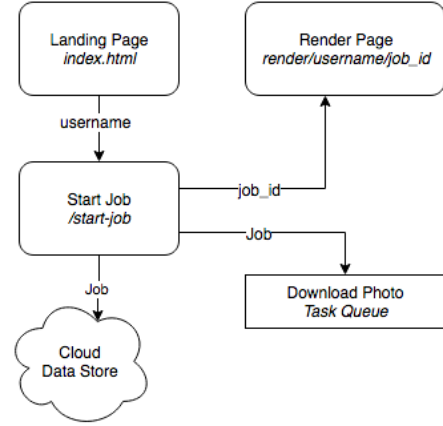 Landing Page
index.html
Render Page
render/username/job_id
username
Start Job
/start-job
job_id
Job
Job
Download Photo
Task Queue
Cloud
Data Store